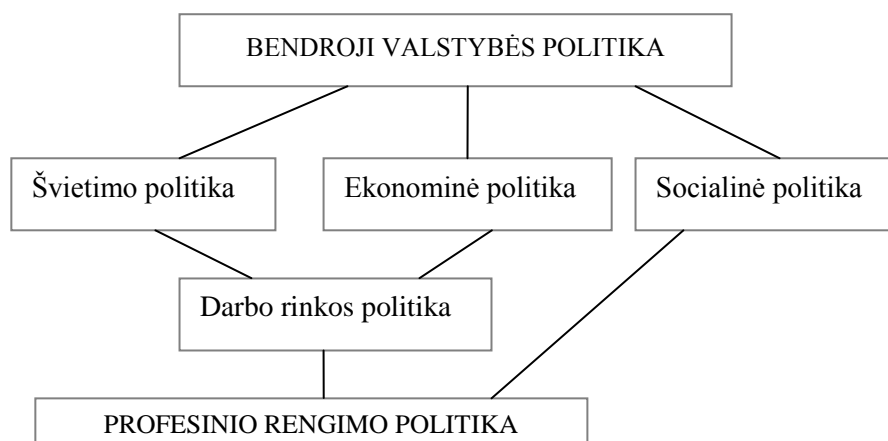 BENDROJI VALSTYBĖS POLITIKA
Švietimo politika
Ekonominė politika
Socialinė politika
Darbo rinkos politika
PROFESINIO RENGIMO POLITIKA